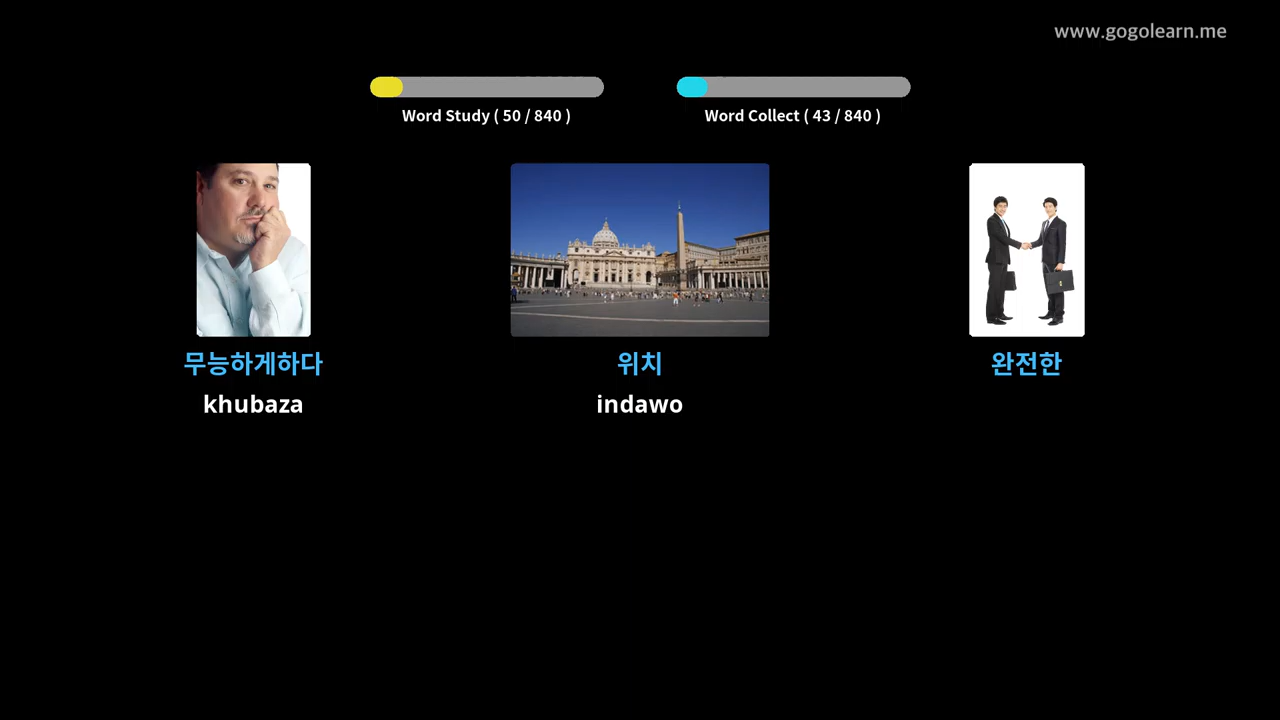 www.gogolearn.me
Word Study ( 50 / 840 )
Word Collect ( 43 / 840 )
무능하게하다
khubaza
위치
indawo
완전한